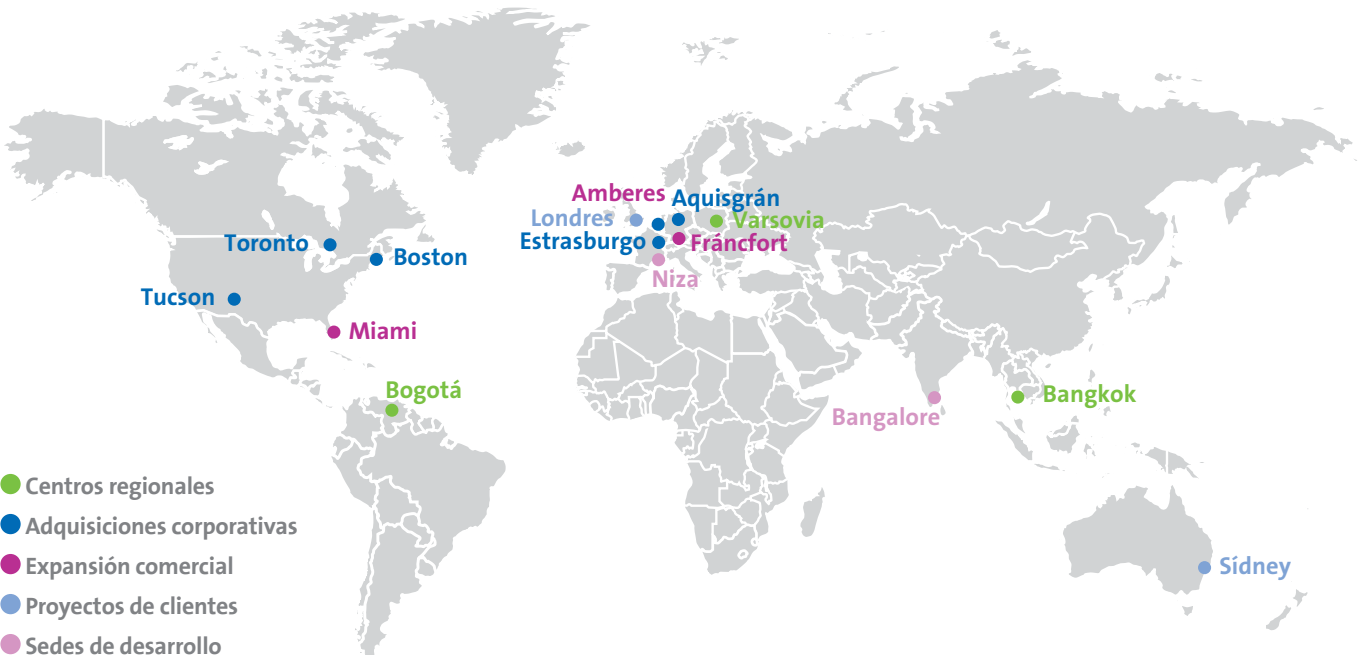 Amberes
Aquisgrán
Londres
Varsovia
Estrasburgo
Fráncfort
Toronto
Boston
Niza
Tucson
Miami
Bogotá
Bangkok
Bangalore
Centros regionales
Adquisiciones corporativas
Expansión comercial
Sídney
Proyectos de clientes
Sedes de desarrollo